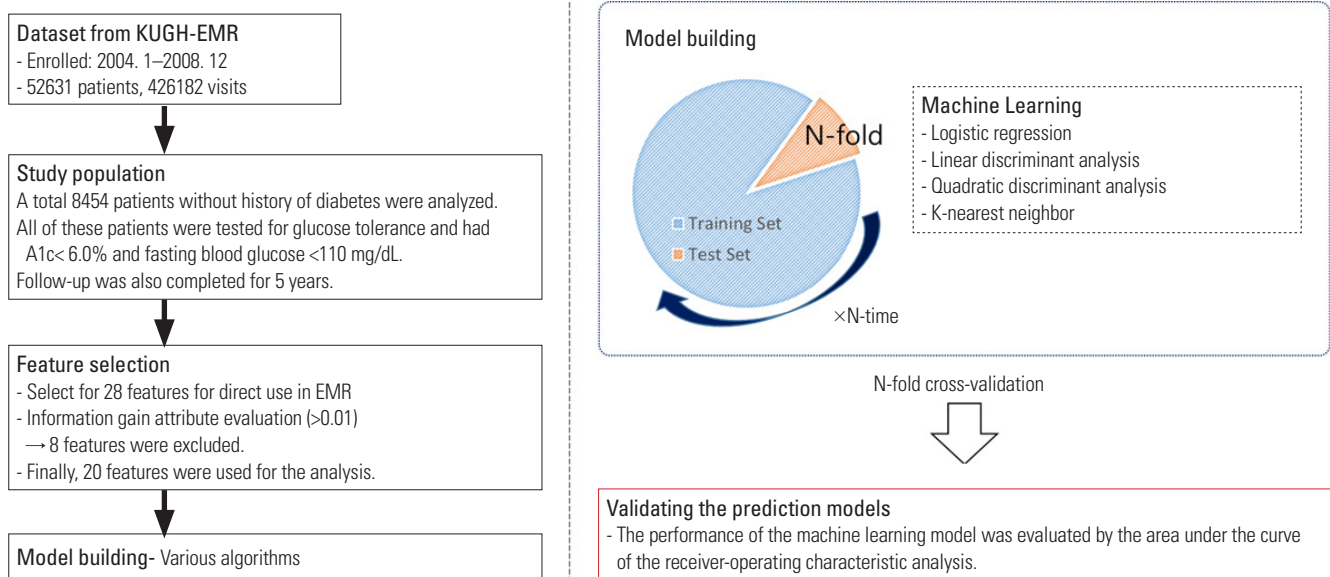 Dataset from KUGH-EMR
- Enrolled: 2004. 1–2008. 12
- 52631 patients, 426182 visits
Study population
A total 8454 patients without history of diabetes were analyzed.
All of these patients were tested for glucose tolerance and had
A1c< 6.0% and fasting blood glucose <110 mg/dL.
Follow-up was also completed for 5 years.
Feature selection
- Select for 28 features for direct use in EMR
- Information gain attribute evaluation (>0.01)
→ 8 features were excluded.
- Finally, 20 features were used for the analysis.
Model building- Various algorithms
Model building
N-fold
Training Set
Test Set
×N-time
Machine Learning
- Logistic regression
- Linear discriminant analysis
- Quadratic discriminant analysis
- K-nearest neighbor
N-fold cross-validation
Validating the prediction models
- The performance of the machine learning model was evaluated by the area under the curve
of the receiver-operating characteristic analysis.